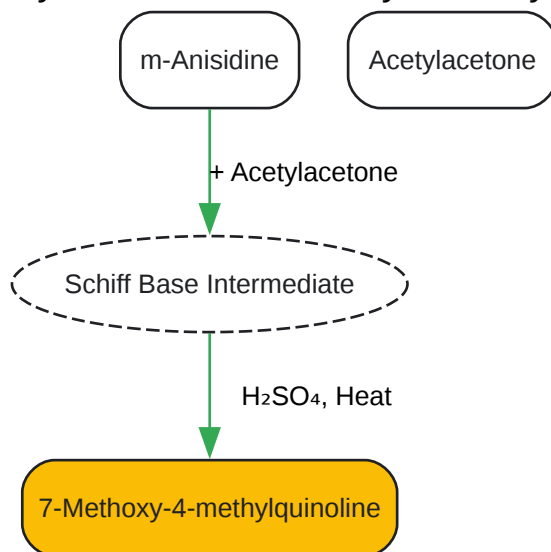 m-Anisidine
Acetylacetone
+ Acetylacetone
Schiff Base Intermediate
H₂SO₄, Heat
7-Methoxy-4-methylquinoline